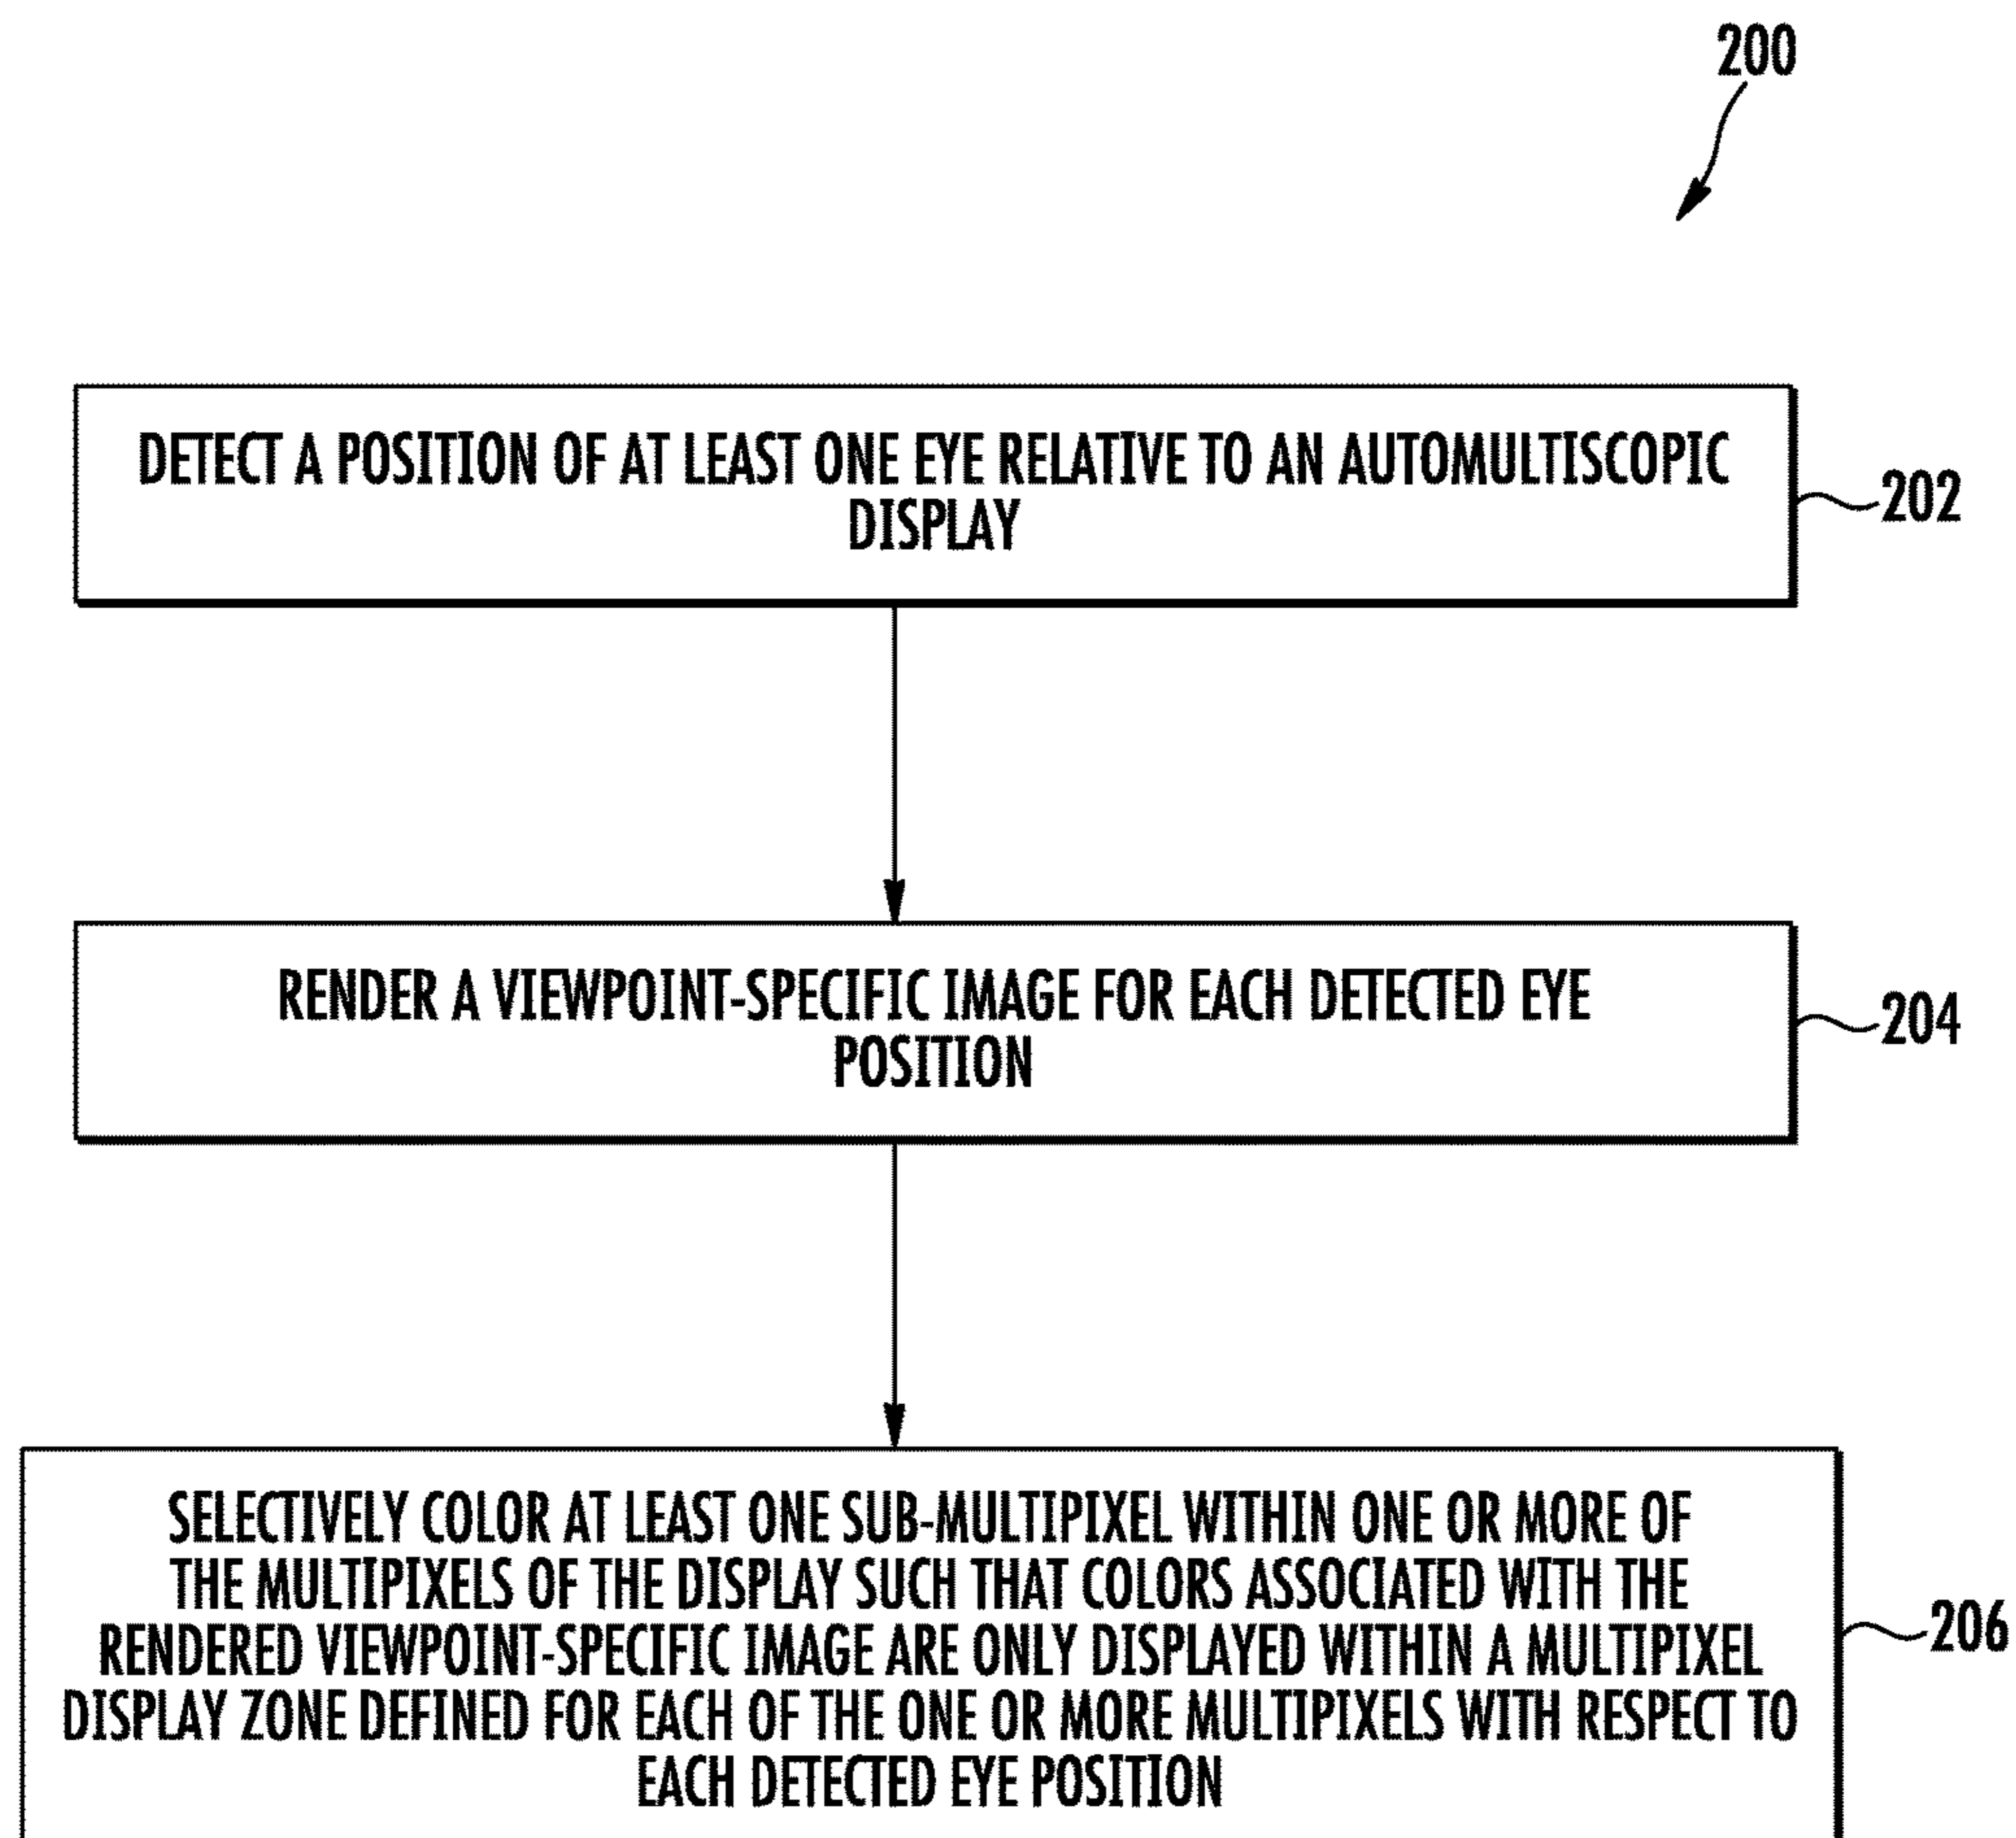 200
DETECT A POSITION OF AT LEAST ONE EYE RELATIVE TO AN AUTOMULTISCOPIC
DISPLAY
202
RENDER A VIEWPOINT-SPECIFIC IMAGE FOR EACH DETECTED EYE
POSITION
204
SELECTIVELY COLOR AT LEAST ONE SUB-MULTIPIXEL WITHIN ONE OR MORE OF
THE MULTIPIXELS OF THE DISPLAY SUCH THAT COLORS ASSOCIATED WITH THE
RENDERED VIEWPOINT-SPECIFIC IMAGE ARE ONLY DISPLAYED WITHIN A MULTIPIXEL
DISPLAY ZONE DEFINED FOR EACH OF THE ONE OR MORE MULTIPIXELS WITH RESPECT TO
EACH DETECTED EYE POSITION
206